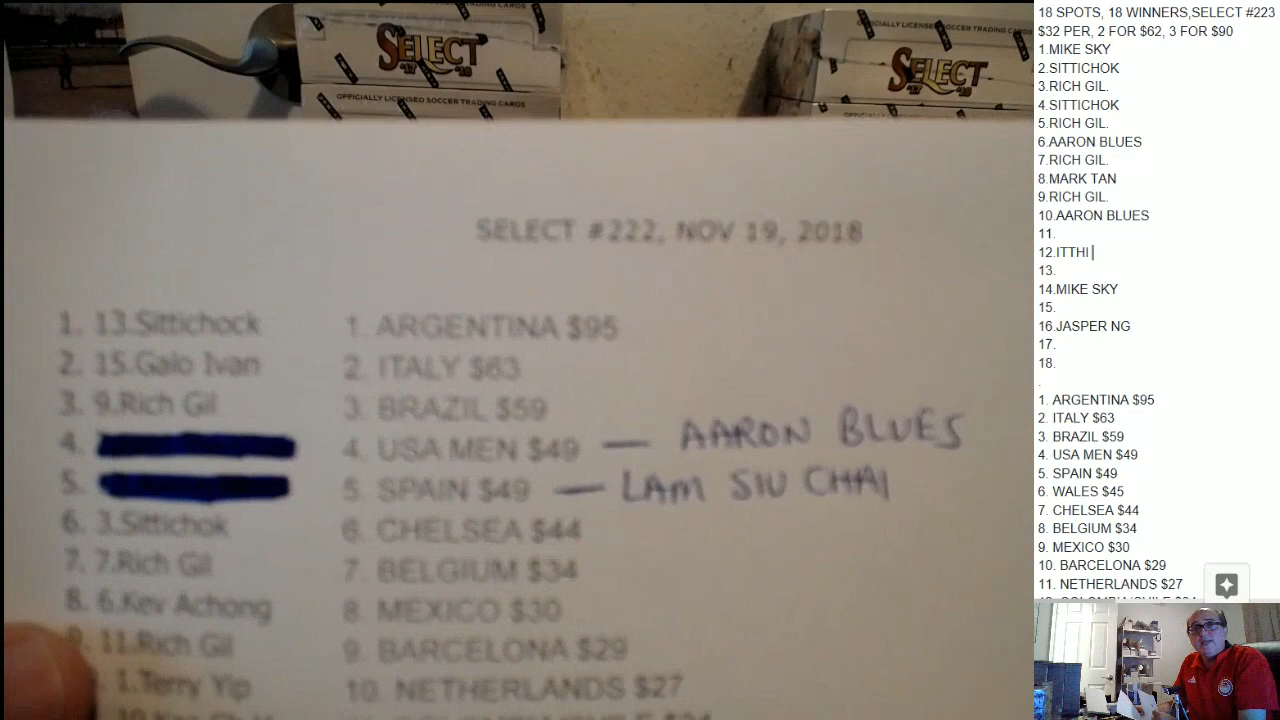 SELECT
'17 '18
OFFICIALLY LICENSED SOCCER TRADING CARDS
OFFICIALLY LICENSED SOCCER TRADING CARDS
SELECT
'17 '18
SELECT #222, NOV 19, 2018
1. 13.Sittichock 1. ARGENTINA $95
2. 15.Galo Ivan 2. ITALY $63
3. 9.Rich Gil 3. BRAZIL $59
4. 4. USA MEN $49 — AARON BLUES
5. 5. SPAIN $49 — LAM SIU CHAI
6. 3.Sittichok 6. CHELSEA $44
7. 7.Rich Gil 7. BELGIUM $34
8. 6.Kev Achong 8. MEXICO $30
9. 11.Rich Gil 9. BARCELONA $29
1.Terry Yip 10. NETHERLANDS $27
18 SPOTS, 18 WINNERS,SELECT #223
$32 PER, 2 FOR $62, 3 FOR $90
1.MIKE SKY
2.SITTICHOK
3.RICH GIL.
4.SITTICHOK
5.RICH GIL.
6.AARON BLUES
7.RICH GIL.
8.MARK TAN
9.RICH GIL.
10.AARON BLUES
11.
12.ITTHI
13.
14.MIKE SKY
15.
16.JASPER NG
17.
18.
.
1. ARGENTINA $95
2. ITALY $63
3. BRAZIL $59
4. USA MEN $49
5. SPAIN $49
6. WALES $45
7. CHELSEA $44
8. BELGIUM $34
9. MEXICO $30
10. BARCELONA $29
11. NETHERLANDS $27